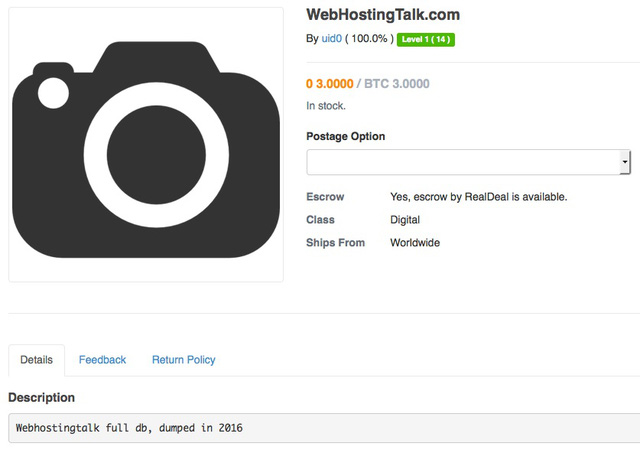 WebHostingTalk.com
By uid0 ( 100.0% ) Level 1 ( 14 )
0 3.0000 / BTC 3.0000
In stock.
Postage Option
Escrow Yes, escrow by RealDeal is available.
Class Digital
Ships From Worldwide
Details Feedback Return Policy
Description
Webhostingtalk full db, dumped in 2016